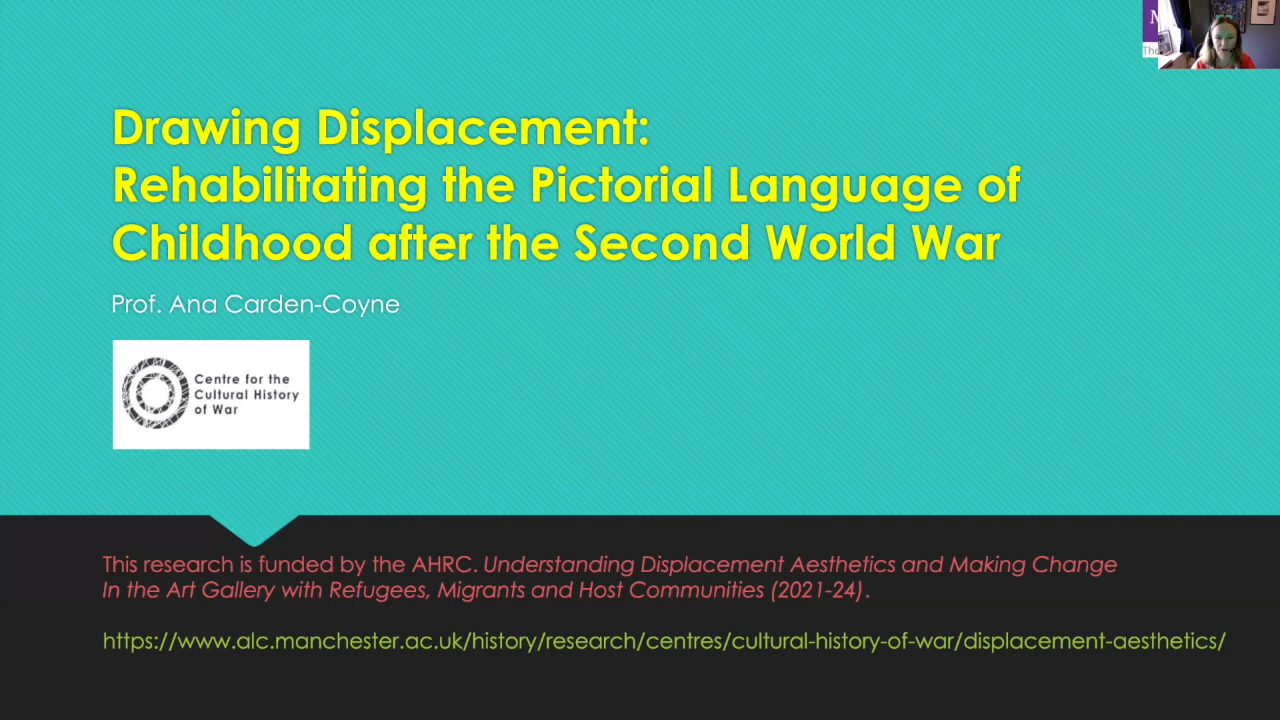 Drawing Displacement:
Rehabilitating the Pictorial Language of
Childhood after the Second World War
Prof. Ana Carden-Coyne
Centre for the
Cultural History
of War
This research is funded by the AHRC. Understanding Displacement Aesthetics and Making Change
In the Art Gallery with Refugees, Migrants and Host Communities (2021-24).
https://www.alc.manchester.ac.uk/history/research/centres/cultural-history-of-war/displacement-aesthetics/